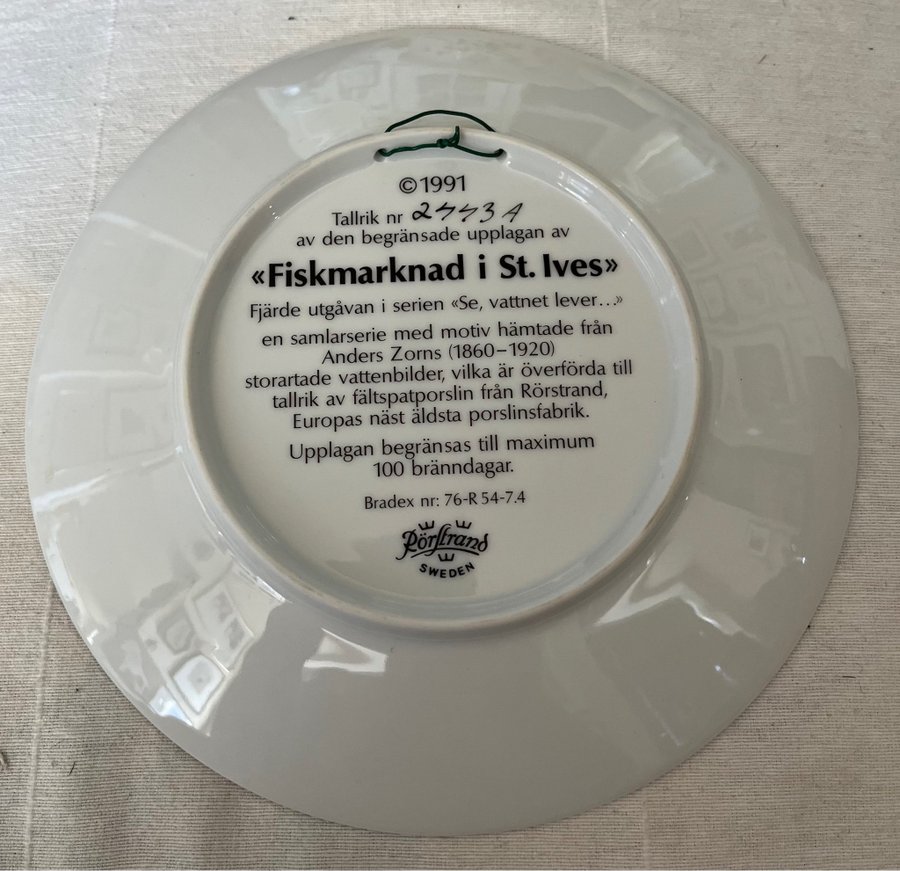 ©1991
Tallrik nr 2443A
av den begränsade upplagan av
«Fiskmarknad i St. Ives»
Fjärde utgåvan i serien «Se, vattnet lever...»
en samlarserie med motiv hämtade från
Anders Zorns (1860–1920)
storartade vattenbilder, vilka är överförda till
tallrik av fältspatporslin från Rörstrand,
Europas näst äldsta porslinsfabrik.
Upplagan begränsas till maximum
100 bränndagar.
Bradex nr: 76-R 54-7.4
Rörstrand
SWEDEN